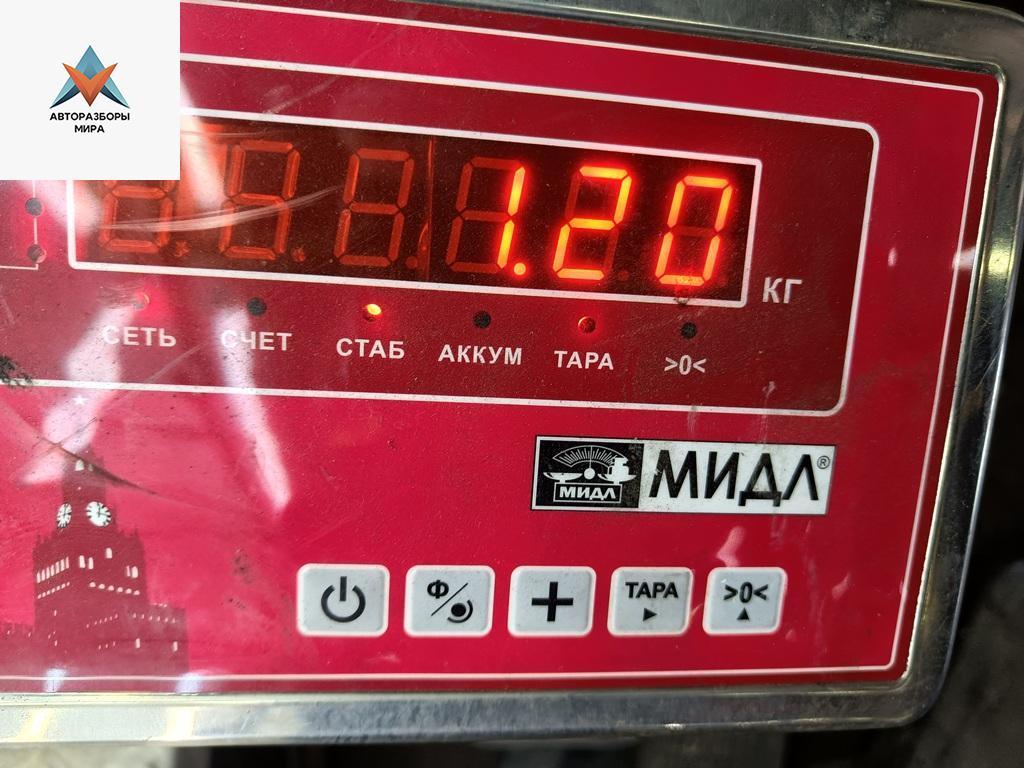 АВТОРАЗБОРЫ
МИРА
1.20
КГ
СЕТЬ СЧЕТ СТАБ АККУМ ТАРА >0<
МИДЛ МИДЛ®
Ф ТАРА >0<